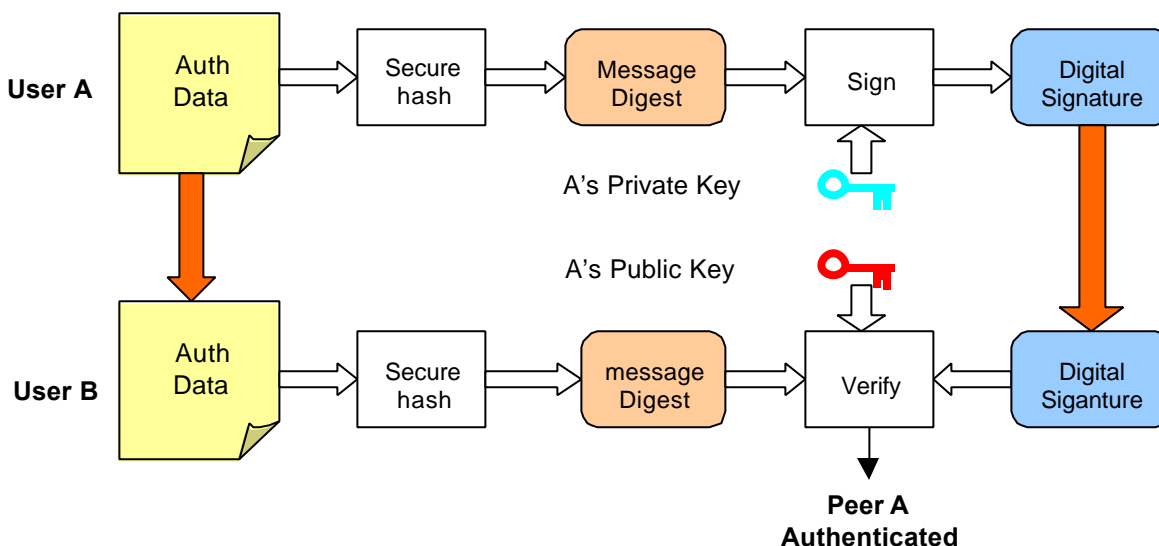 User A
Auth
Data
Secure
hash
Message
Digest
Sign
Digital
Signature
A's Private Key
A's Public Key
User B
Auth
Data
Secure
hash
message
Digest
Verify
Digital
Siganture
Peer A
Authenticated